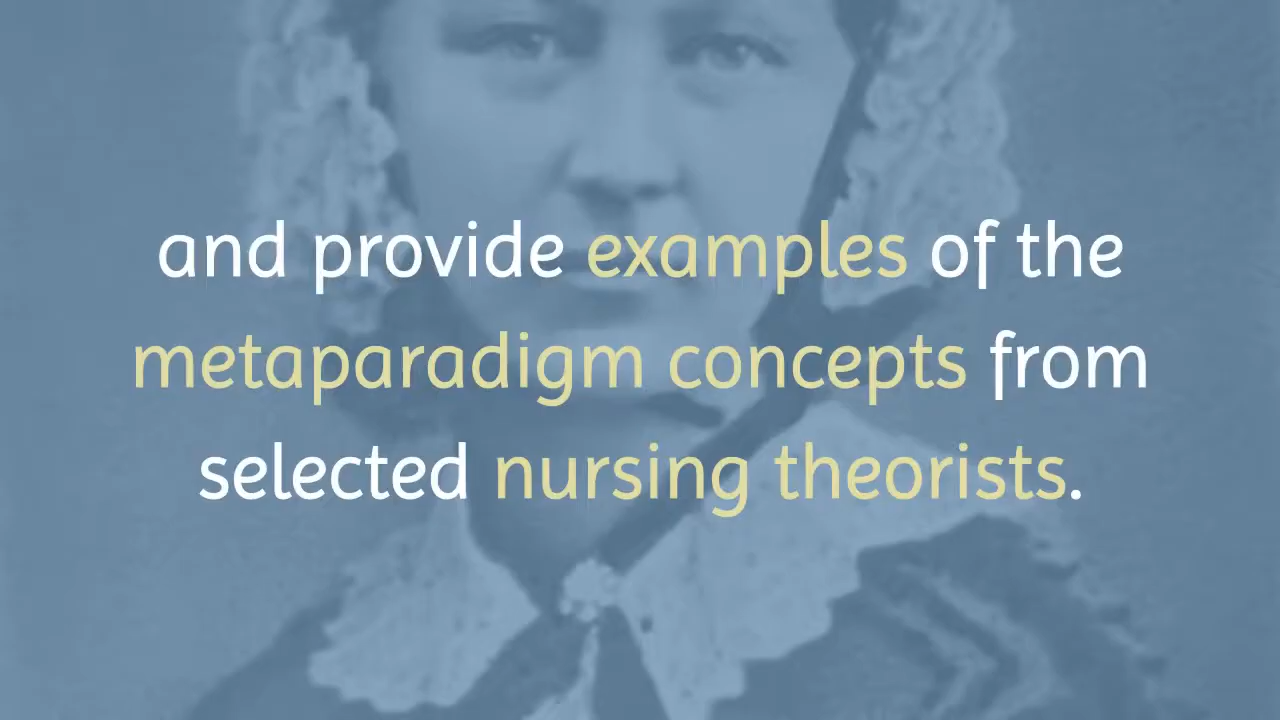 and provide examples of the
metaparadigm concepts from
selected nursing theorists.